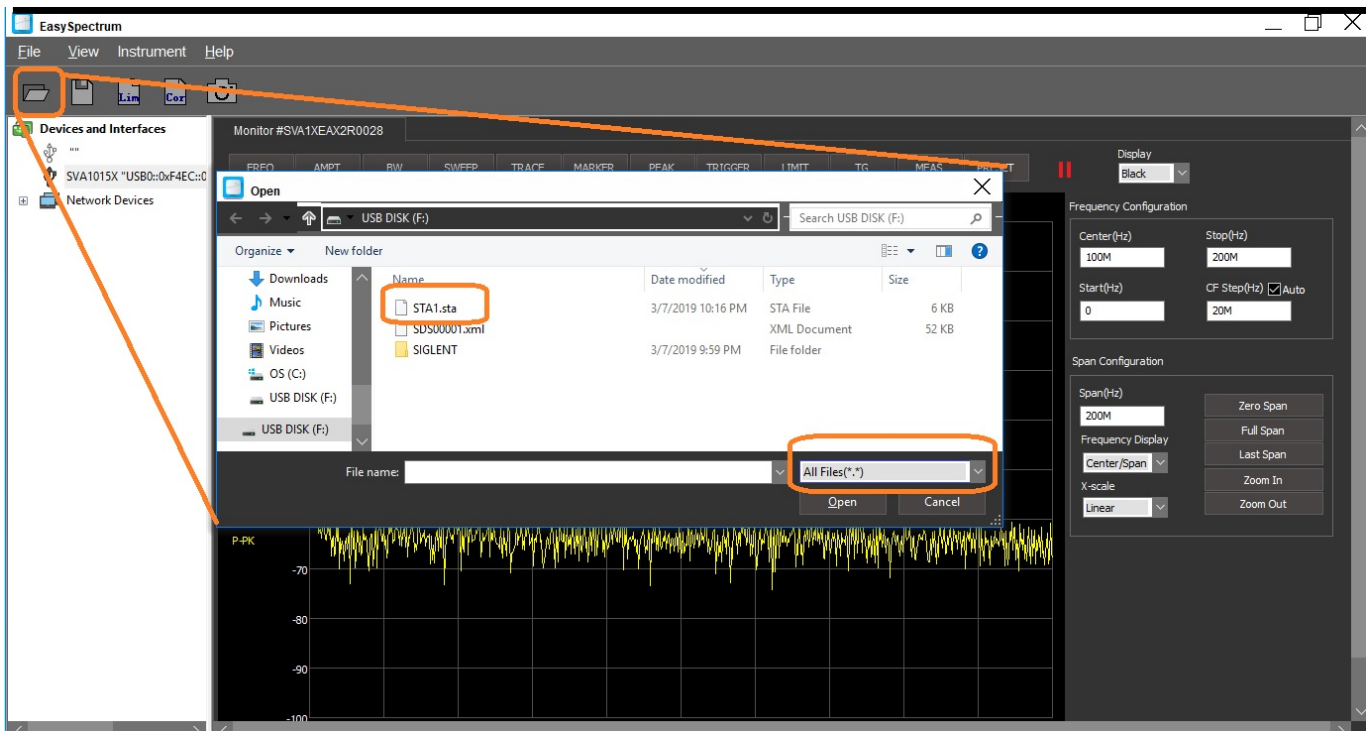 EasySpectrum
File View Instrument Help
Lim Cor
Devices and Interfaces
""
SVA1015X "USB0::0xF4EC::0
Network Devices
Monitor #SVA1XEAX2R0028
FREQ AMPT BW SWEEP TRACE MARKER PEAK TRIGGER LIMIT TG MEAS PRESET
Display
Black
Open
USB DISK (F:)
Search USB DISK (F:)
Organize New folder
Downloads
Music
Pictures
Videos
OS (C:)
USB DISK (F:)
USB DISK (F:)
Name Date modified Type Size
STA1.sta 3/7/2019 10:16 PM STA File 6 KB
SDS00001.xml XML Document 52 KB
SIGLENT 3/7/2019 9:59 PM File folder
File name: All Files(*.*)
Open Cancel
Frequency Configuration
Center(Hz) Stop(Hz)
100M 200M
Start(Hz) CF Step(Hz) Auto
0 20M
Span Configuration
Span(Hz)
200M
Zero Span
Full Span
Frequency Display
Last Span
Center/Span
Zoom In
X-scale
Linear
Zoom Out
P-PK
-70
-80
-90
-100